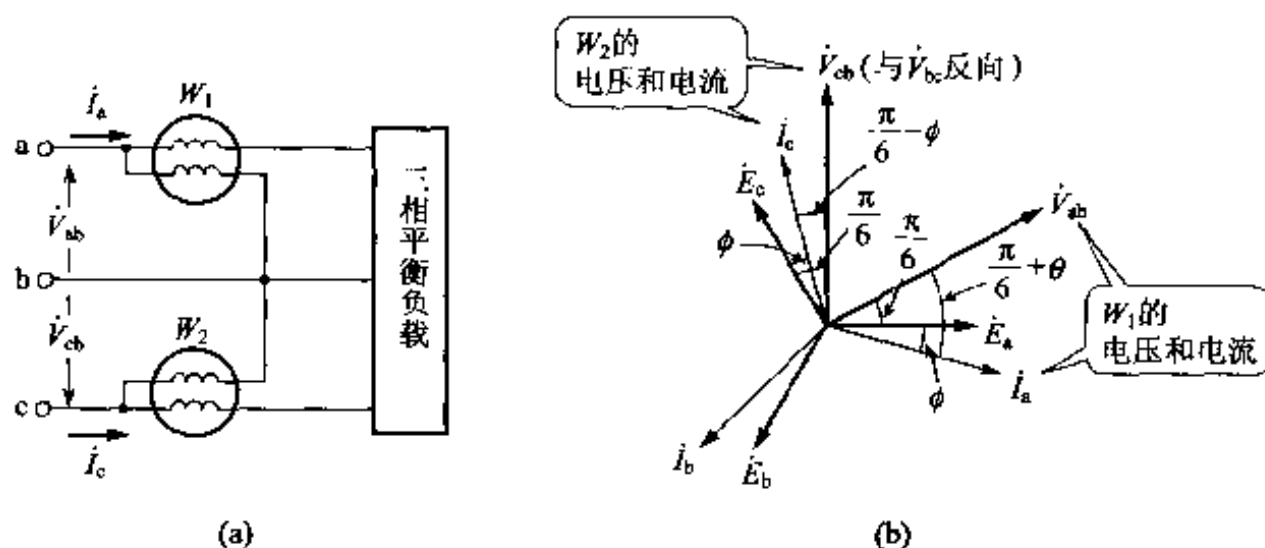 W₁
İₐ
a
V̇ₐb
b
三相平衡负载
V̇cb
W₂
c
İc
(a)
W₂的
电压和电流
V̇cb(与V̇bc反向)
İc
π/6-ϕ
Ėc
ϕ
π/6
π/6
V̇ab
π/6+θ
W₁的
电压和电流
Ėa
İa
ϕ
İb
Ėb
(b)